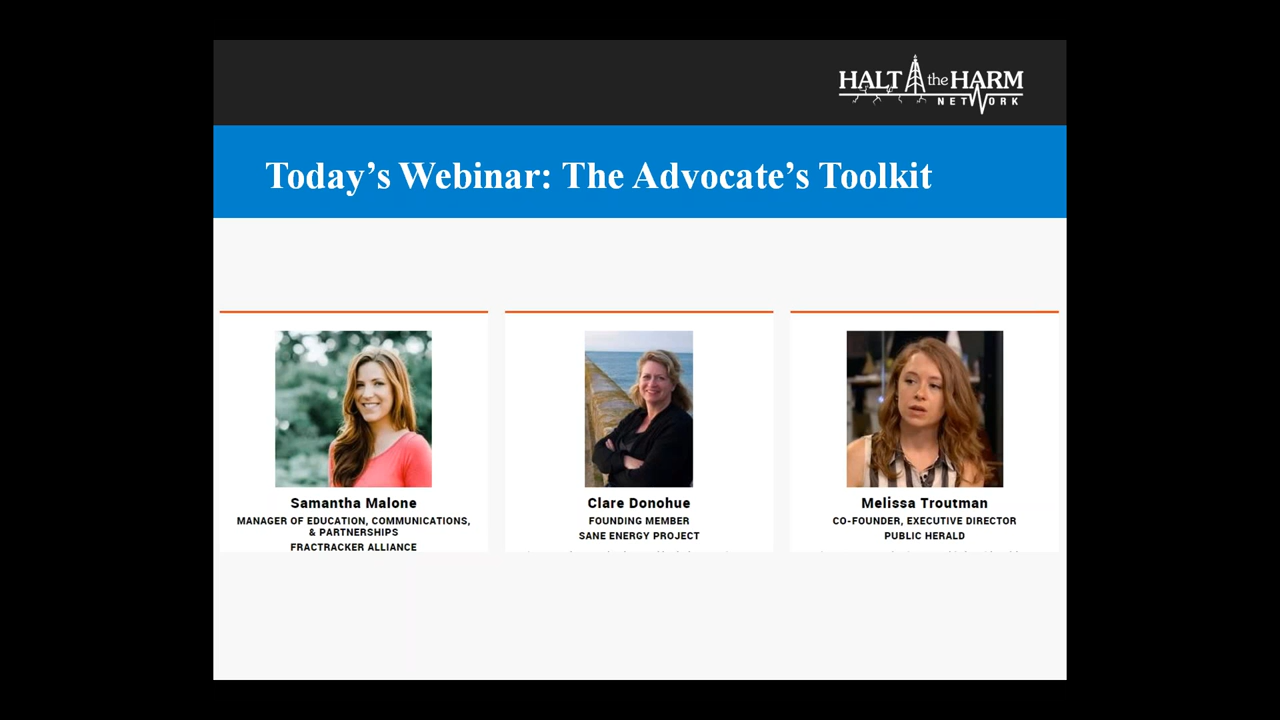 HALT the HARM
NETWORK
Today’s Webinar: The Advocate’s Toolkit
Samantha Malone
MANAGER OF EDUCATION, COMMUNICATIONS,
& PARTNERSHIPS
FRACTRACKER ALLIANCE
Clare Donohue
FOUNDING MEMBER
SANE ENERGY PROJECT
Melissa Troutman
CO-FOUNDER, EXECUTIVE DIRECTOR
PUBLIC HERALD